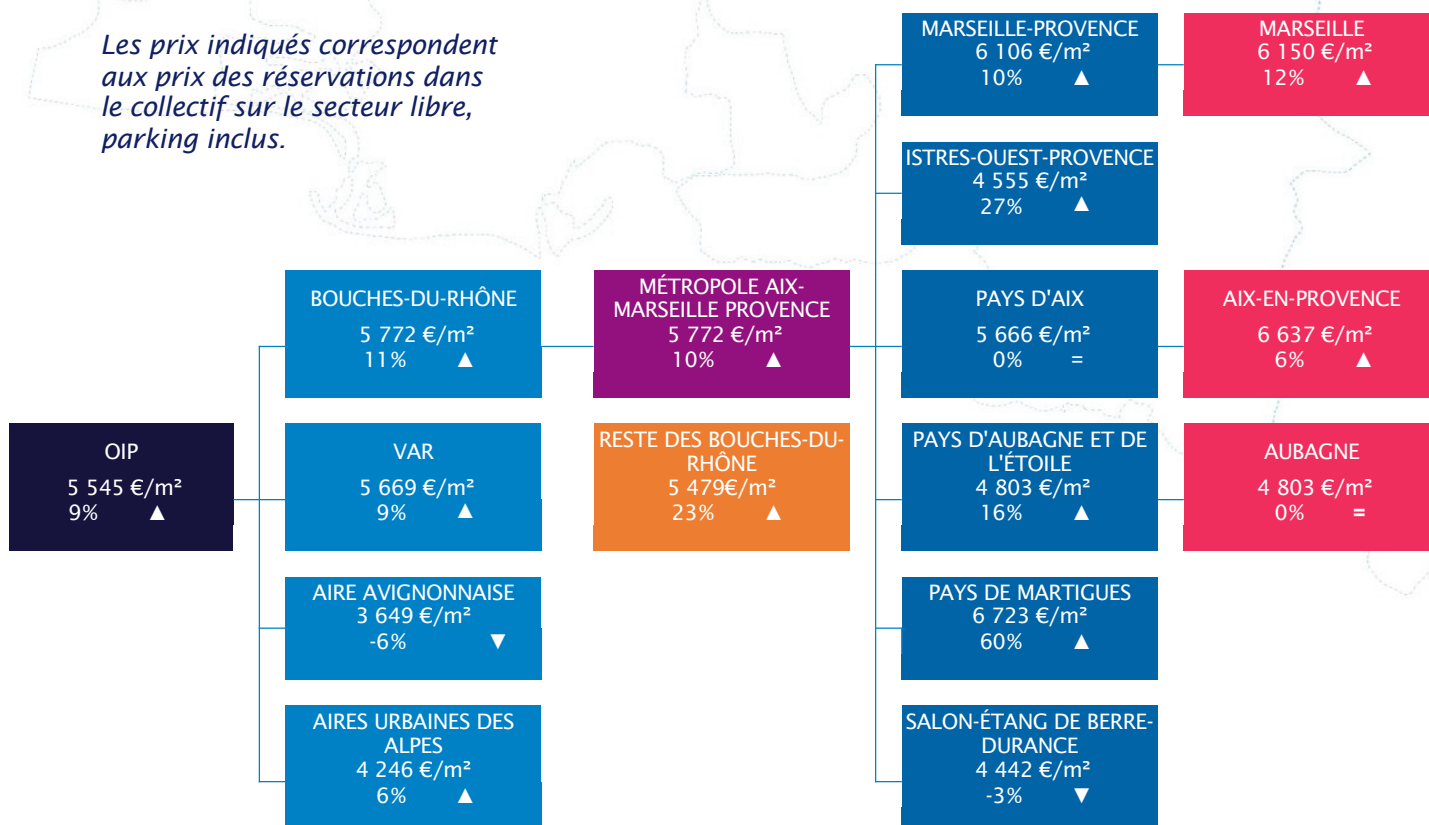 Les prix indiqués correspondent
aux prix des réservations dans
le collectif sur le secteur libre,
parking inclus.
OIP
5 545 €/m²
9% ▲
BOUCHES-DU-RHÔNE
5 772 €/m²
11% ▲
VAR
5 669 €/m²
9% ▲
AIRE AVIGNONNAISE
3 649 €/m²
-6% ▼
AIRES URBAINES DES
ALPES
4 246 €/m²
6% ▲
MÉTROPOLE AIX-
MARSEILLE PROVENCE
5 772 €/m²
10% ▲
RESTE DES BOUCHES-DU-
RHÔNE
5 479€/m²
23% ▲
MARSEILLE-PROVENCE
6 106 €/m²
10% ▲
ISTRES-OUEST-PROVENCE
4 555 €/m²
27% ▲
PAYS D'AIX
5 666 €/m²
0% =
PAYS D'AUBAGNE ET DE
L'ÉTOILE
4 803 €/m²
16% ▲
PAYS DE MARTIGUES
6 723 €/m²
60% ▲
SALON-ÉTANG DE BERRE-
DURANCE
4 442 €/m²
-3% ▼
MARSEILLE
6 150 €/m²
12% ▲
AIX-EN-PROVENCE
6 637 €/m²
6% ▲
AUBAGNE
4 803 €/m²
0% =